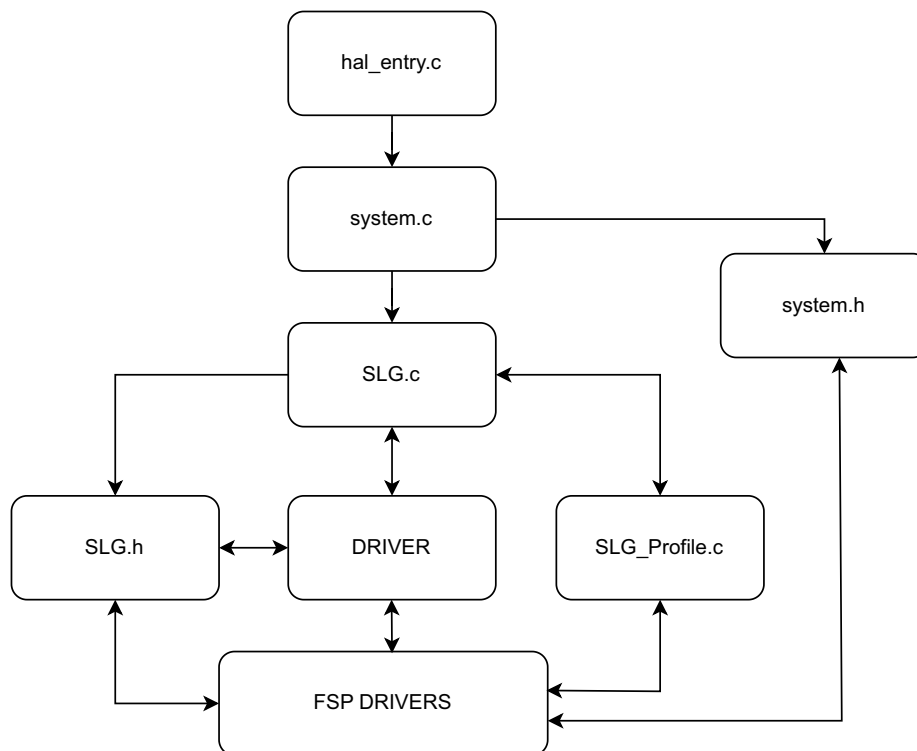 hal_entry.c
system.c
system.h
SLG.c
SLG.h
DRIVER
SLG_Profile.c
FSP DRIVERS